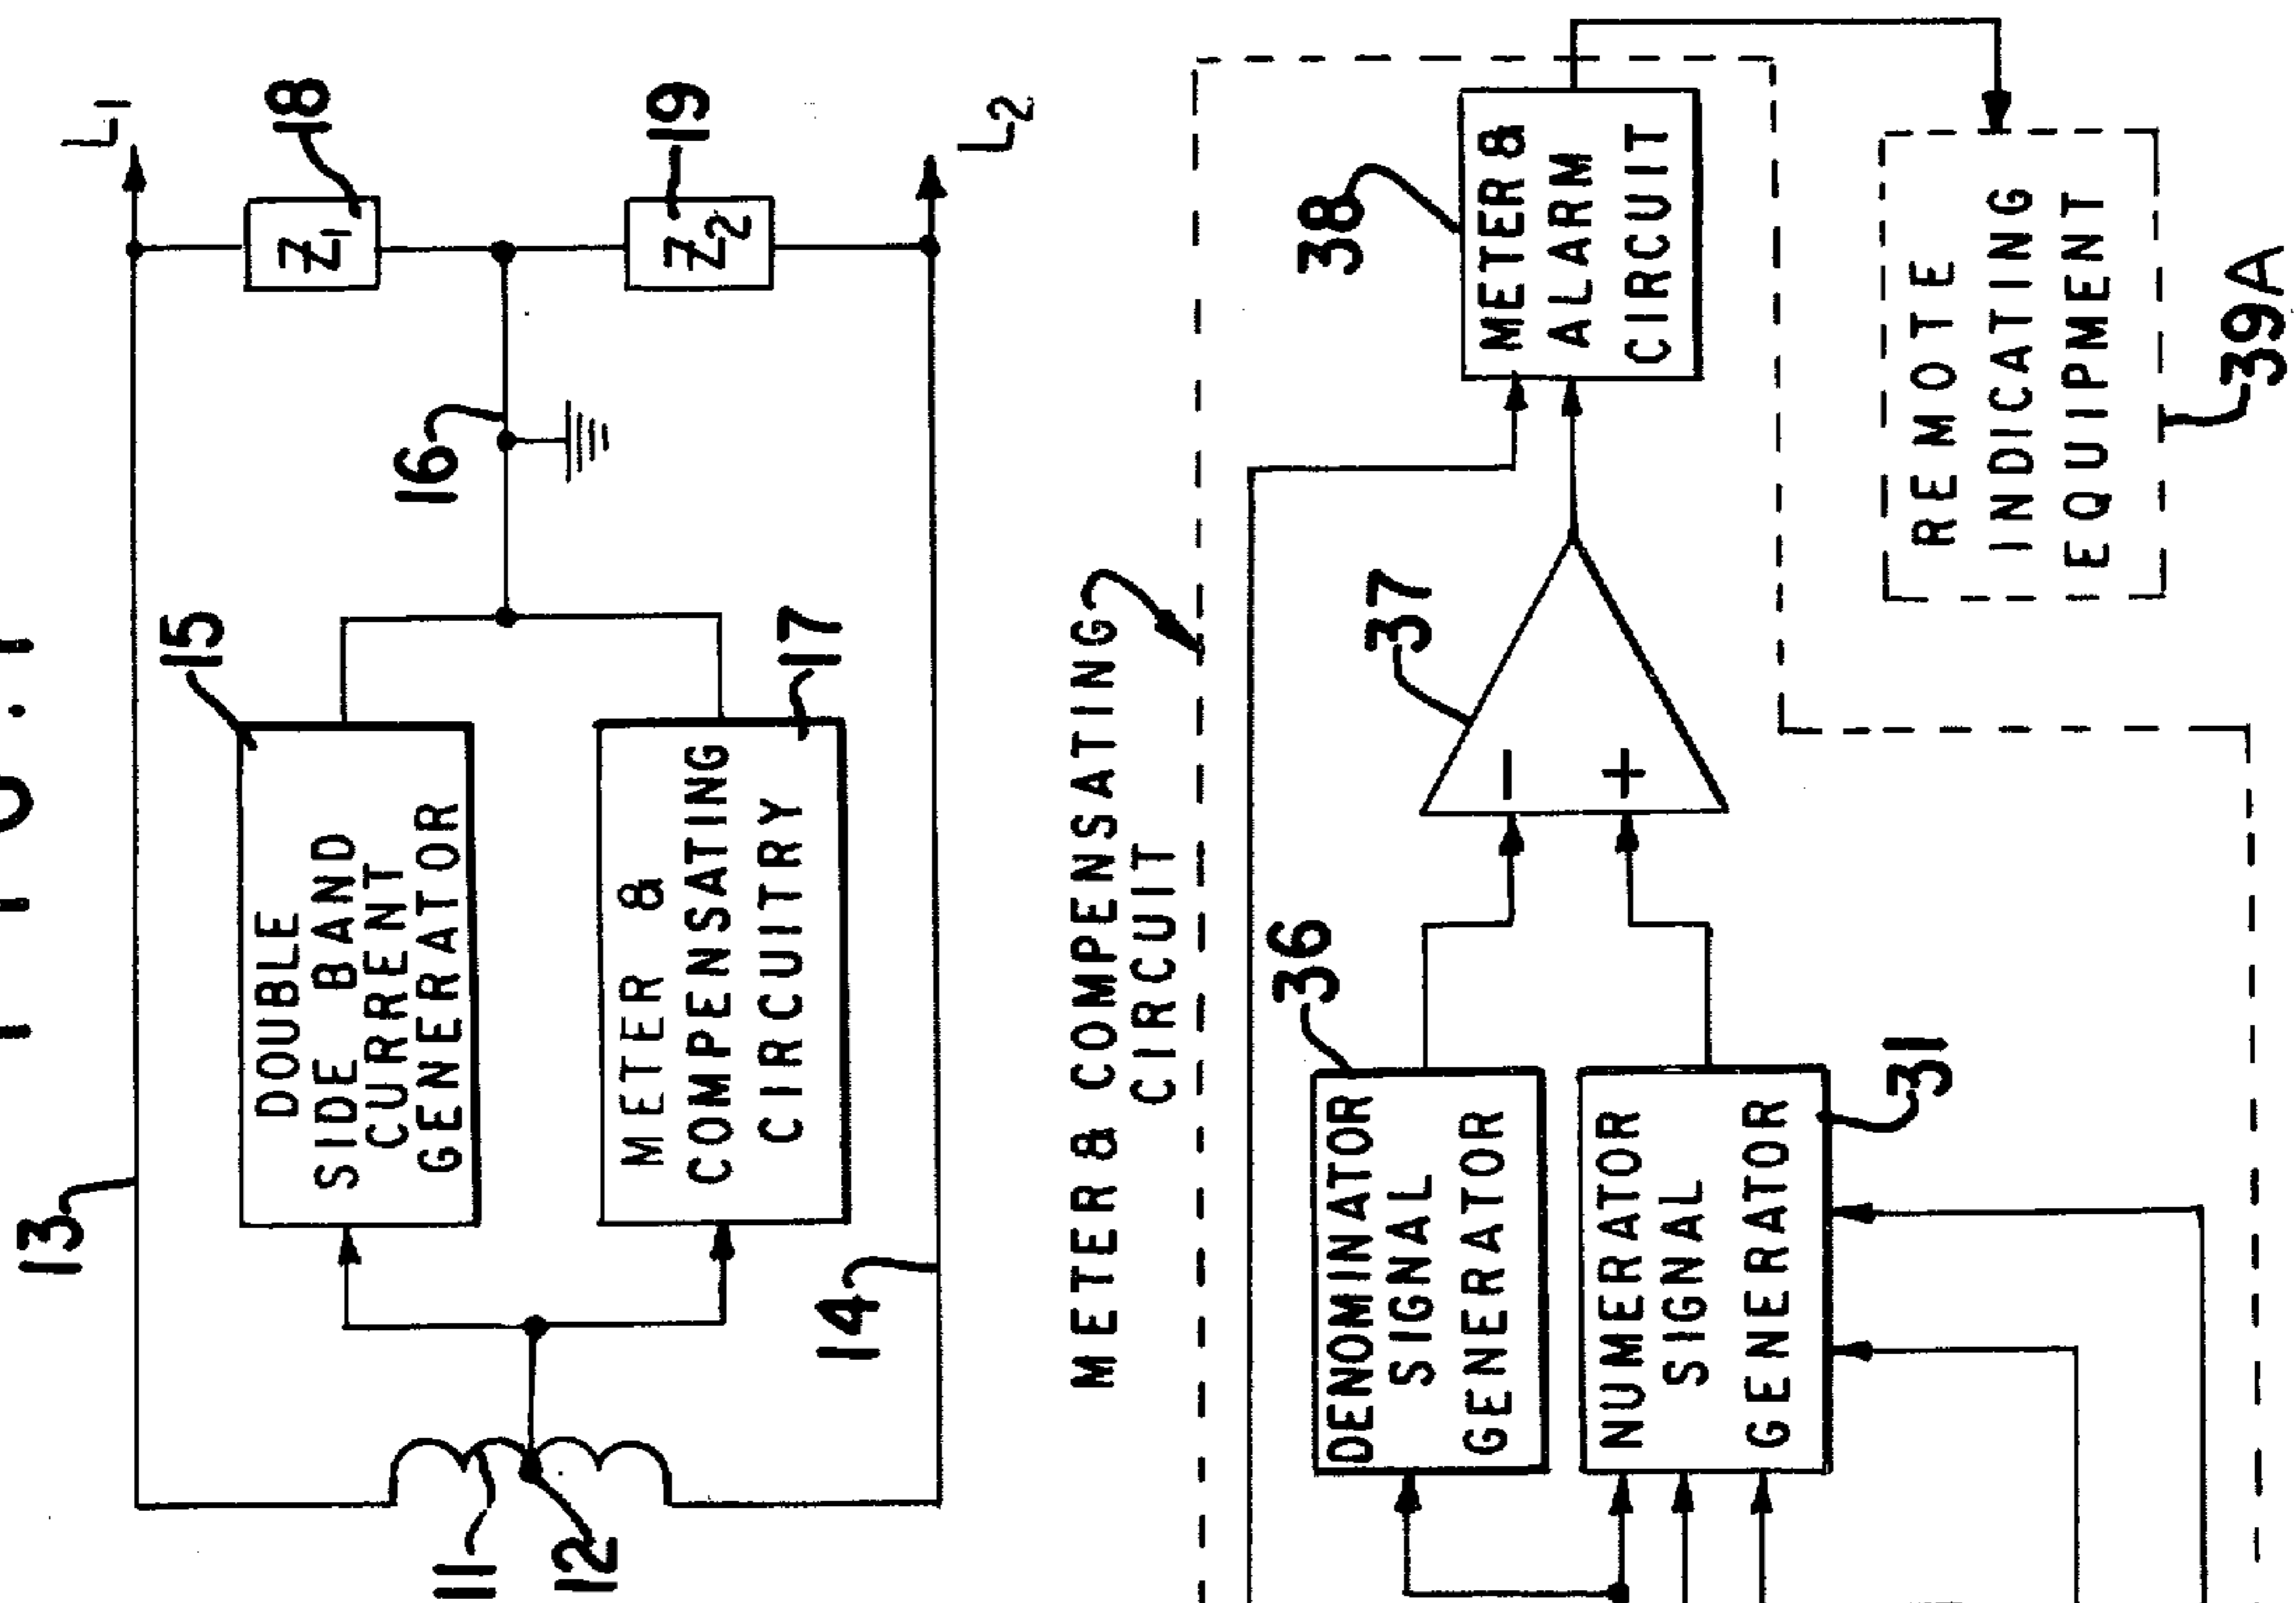 13
15
L1
18
DOUBLE
SIDE BAND
CURRENT
GENERATOR
Z1
11
12
16
METER &
COMPENSATING
CIRCUITRY
17
Z2
19
14
L2
METER & COMPENSATING
CIRCUIT
36
DENOMINATOR
SIGNAL
GENERATOR
37
−
+
38
METER &
ALARM
CIRCUIT
NUMERATOR
SIGNAL
GENERATOR
31
REMOTE
INDICATING
EQUIPMENT
39A